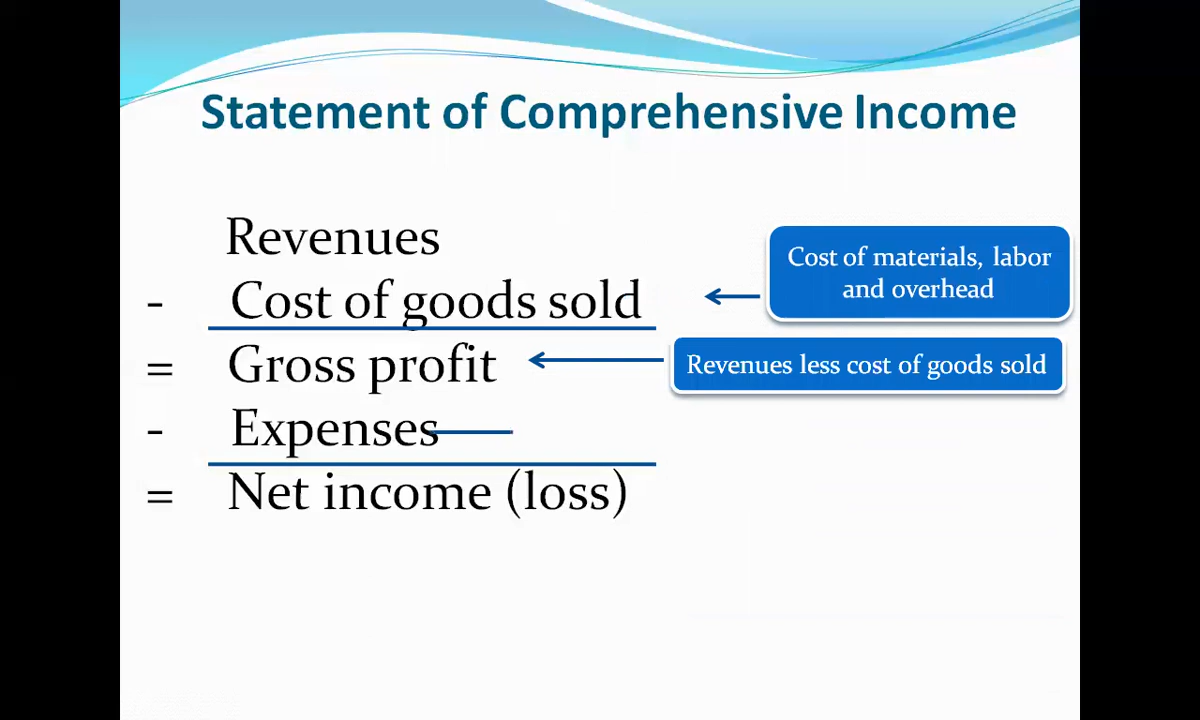 Statement of Comprehensive Income
Revenues
- Cost of goods sold
Cost of materials, labor
and overhead
= Gross profit
Revenues less cost of goods sold
- Expenses
= Net income (loss)